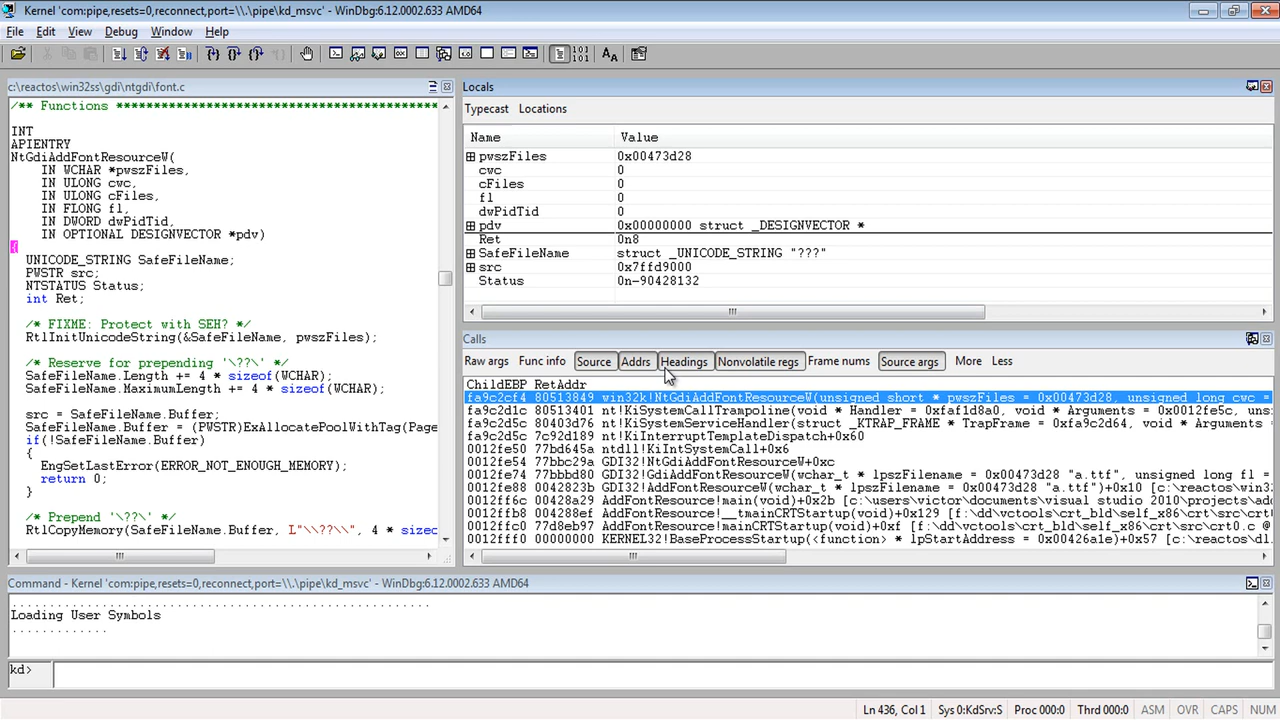 Kernel 'com:pipe,resets=0,reconnect,port=\\.\pipe\kd_msvc' - WinDbg:6.12.0002.633 AMD64
File Edit View Debug Window Help
c:\reactos\win32ss\gdi\ntgdi\font.c
/** Functions ******************************************
INT
APIENTRY
NtGdiAddFontResourceW(
    IN WCHAR *pwszFiles,
    IN ULONG cwc,
    IN ULONG cFiles,
    IN FLONG fl,
    IN DWORD dwPidTid,
    IN OPTIONAL DESIGNVECTOR *pdv)
{
  UNICODE_STRING SafeFileName;
  PWSTR src;
  NTSTATUS Status;
  int Ret;
  /* FIXME: Protect with SEH? */
  RtlInitUnicodeString(&SafeFileName, pwszFiles);
  /* Reserve for prepending '\??\' */
  SafeFileName.Length += 4 * sizeof(WCHAR);
  SafeFileName.MaximumLength += 4 * sizeof(WCHAR);
  src = SafeFileName.Buffer;
  SafeFileName.Buffer = (PWSTR)ExAllocatePoolWithTag(Page
  if(!SafeFileName.Buffer)
  {
    EngSetLastError(ERROR_NOT_ENOUGH_MEMORY);
    return 0;
  }
  /* Prepend '\??\' */
  RtlCopyMemory(SafeFileName.Buffer, L"\\??\\", 4 * sizeo
Locals
Typecast Locations
Name Value
pwszFiles 0x00473d28
cwc 0
cFiles 0
fl 0
dwPidTid 0
pdv 0x00000000 struct _DESIGNVECTOR *
Ret 0n8
SafeFileName struct _UNICODE_STRING "???"
src 0x7ffd9000
Status 0n-90428132
Calls
Raw args Func info Source Addrs Headings Nonvolatile regs Frame nums Source args More Less
ChildEBP RetAddr
fa9c2cf4 80513849 win32k!NtGdiAddFontResourceW(unsigned short * pwszFiles = 0x00473d28, unsigned long cwc =
fa9c2d1c 80513401 nt!KiSystemCallTrampoline(void * Handler = 0xfaf1d8a0, void * Arguments = 0x0012fe5c, unsi
fa9c2d5c 80403d76 nt!KiSystemServiceHandler(struct _KTRAP_FRAME * TrapFrame = 0xfa9c2d64, void * Arguments =
fa9c2d5c 7c92d189 nt!KiInterruptTemplateDispatch+0x60
0012fe50 77bd645a ntdll!KiIntSystemCall+0x6
0012fe54 77bbc29a GDI32!NtGdiAddFontResourceW+0xc
0012fe74 77bbd80 GDI32!GdiAddFontResourceW(wchar_t * lpszFilename = 0x00473d28 "a.ttf", unsigned long fl =
0012fe88 0042823b GDI32!AddFontResourceW(wchar_t * lpszFilename = 0x00473d28 "a.ttf")+0x10 [c:\reactos\win3
0012ff6c 00428a29 AddFontResource!main(void)+0x2b [c:\users\victor\documents\visual studio 2010\projects\ad
0012ffb8 004288ef AddFontResource!__tmainCRTStartup(void)+0x129 [f:\dd\vctools\crt_bld\self_x86\crt\src\crt
0012ffc0 77d8eb97 AddFontResource!mainCRTStartup(void)+0xf [f:\dd\vctools\crt_bld\self_x86\crt\src\crt0.c @
0012fff0 00000000 KERNEL32!BaseProcessStartup(<function> * lpStartAddress = 0x00426a1e)+0x57 [c:\reactos\dl
Command - Kernel 'com:pipe,resets=0,reconnect,port=\\.\pipe\kd_msvc' - WinDbg:6.12.0002.633 AMD64
.......................................................
Loading User Symbols
.............
kd>
Ln 436, Col 1 Sys 0:KdSrv:S Proc 000:0 Thrd 000:0 ASM OVR CAPS NUM